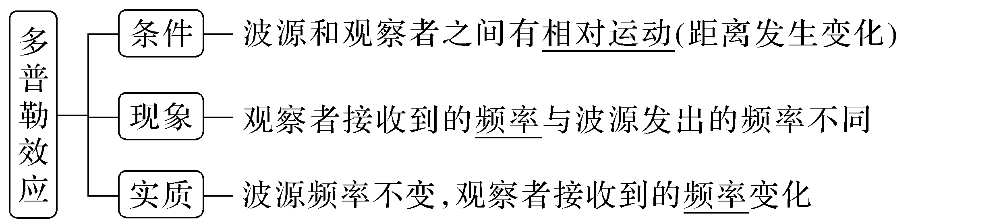 多普勒效应
条件
波源和观察者之间有相对运动(距离发生变化)
现象
观察者接收到的频率与波源发出的频率不同
实质
波源频率不变,观察者接收到的频率变化